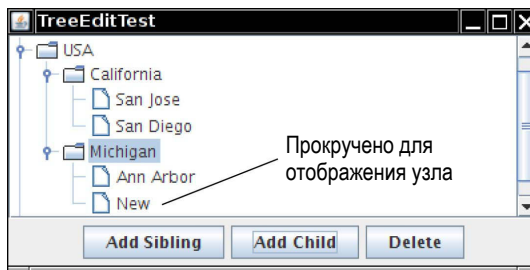 TreeEditTest
USA
California
San Jose
San Diego
Michigan
Прокручено для
отображения узла
Ann Arbor
New
Add Sibling
Add Child
Delete